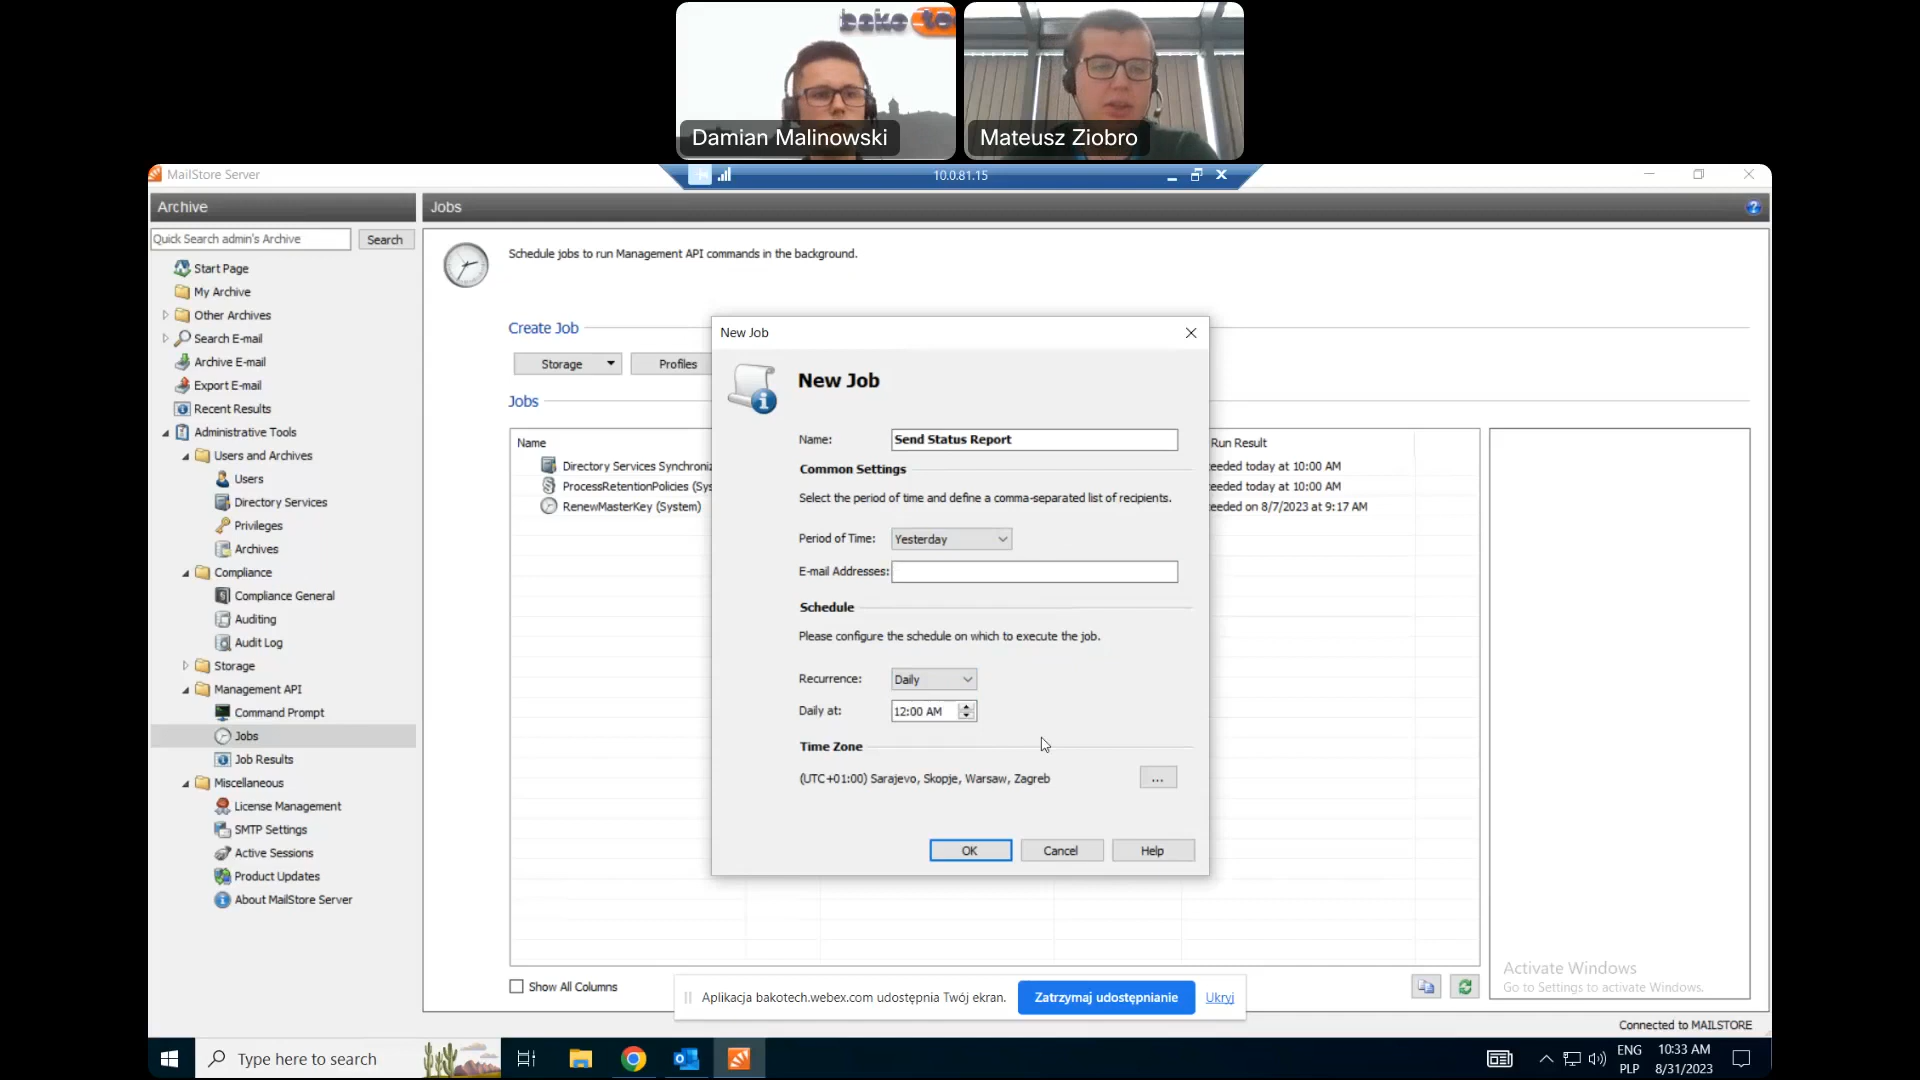 bako
Damian Malinowski
Mateusz Ziobro
MailStore Server
10.0.81.15
Archive
Jobs
Quick Search admin's Archive
Search
Start Page
My Archive
Other Archives
Search E-mail
Archive E-mail
Export E-mail
Recent Results
Administrative Tools
Users and Archives
Users
Directory Services
Privileges
Archives
Compliance
Compliance General
Auditing
Audit Log
Storage
Management API
Command Prompt
Jobs
Job Results
Miscellaneous
License Management
SMTP Settings
Active Sessions
Product Updates
About MailStore Server
Schedule jobs to run Management API commands in the background.
Create Job
Storage
Profiles
Jobs
Name
Run Result
Directory Services Synchroniz
eeded today at 10:00 AM
ProcessRetentionPolicies (Sys
eeded today at 10:00 AM
RenewMasterKey (System)
eeded on 8/7/2023 at 9:17 AM
New Job
New Job
Name:
Send Status Report
Common Settings
Select the period of time and define a comma-separated list of recipients.
Period of Time:
Yesterday
E-mail Addresses:
Schedule
Please configure the schedule on which to execute the job.
Recurrence:
Daily
Daily at:
12:00 AM
Time Zone
(UTC+01:00) Sarajevo, Skopje, Warsaw, Zagreb
...
OK
Cancel
Help
Show All Columns
Aplikacja bakotech.webex.com udostępnia Twój ekran.
Zatrzymaj udostępnianie
Ukryj
Activate Windows
Go to Settings to activate Windows.
Connected to MAILSTORE
Type here to search
ENG
PLP
10:33 AM
8/31/2023